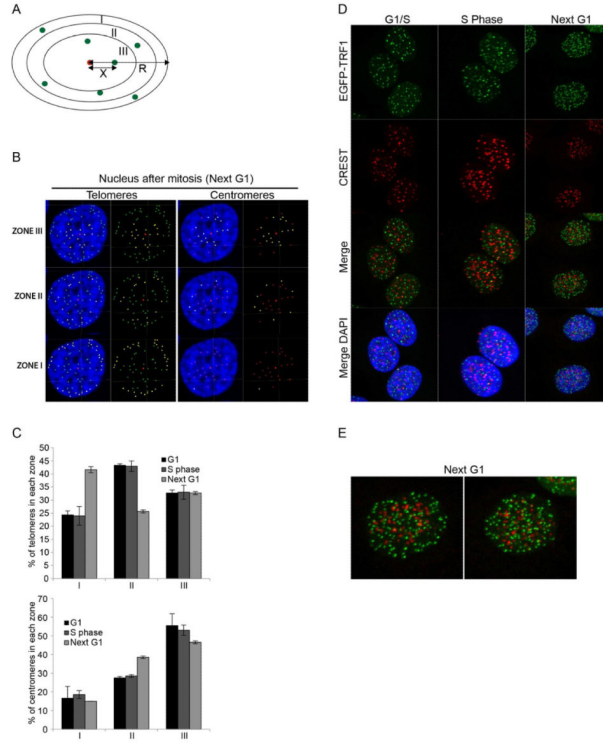 A
I
II
III
R
X
B
Nucleus after mitosis (Next G1)
Telomeres Centromeres
ZONE III
ZONE II
ZONE I
C
% of telomeres in each zone
50
45
40
35
30
25
20
15
10
5
0
G1
S phase
Next G1
I II III
% of centromeres in each zone
70
60
50
40
30
20
10
0
G1
S phase
Next G1
I II III
D
G1/S S Phase Next G1
EGFP-TRF1
CREST
Merge
Merge DAPI
E
Next G1